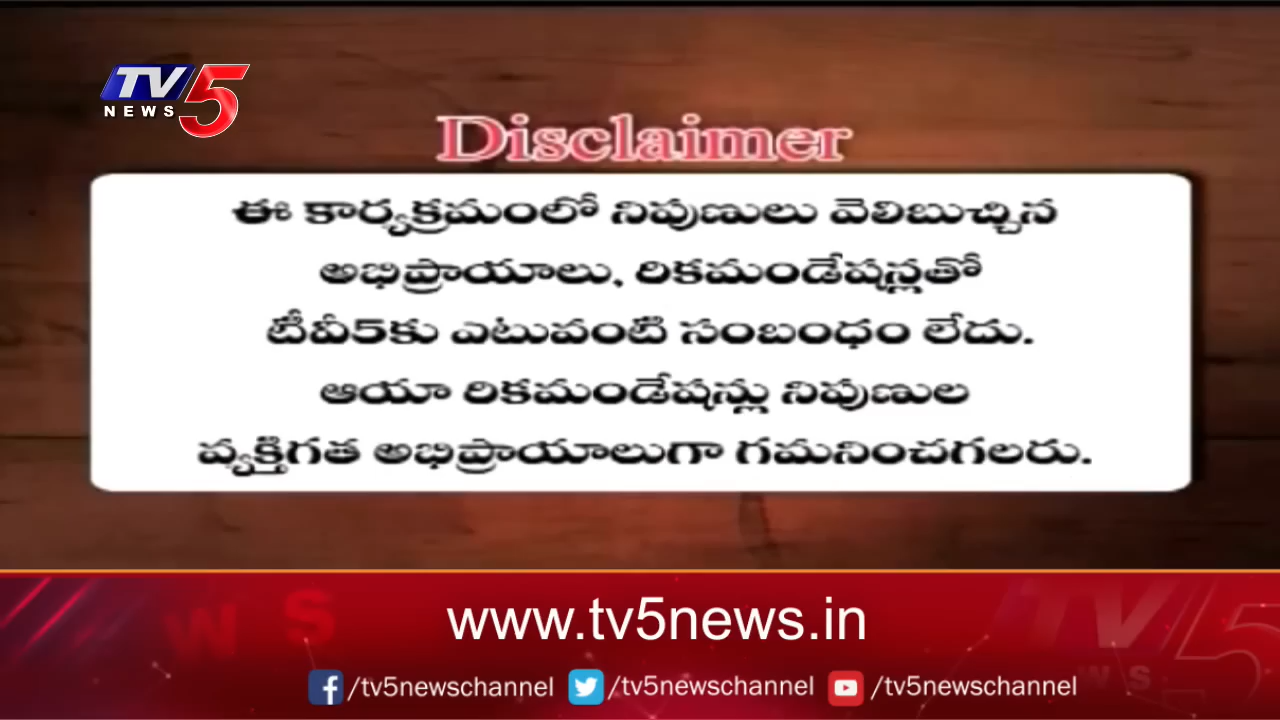 TV5
NEWS
Disclaimer
ఈ కార్యక్రమంలో నిపుణులు వెలిబుచ్చిన
అభిప్రాయాలు, రికమండేషన్లతో
టీవీ5కు ఎటువంటి సంబంధం లేదు.
ఆయా రికమండేషన్లు నిపుణుల
వ్యక్తిగత అభిప్రాయాలుగా గమనించగలరు.
www.tv5news.in
/tv5newschannel /tv5newschannel /tv5newschannel